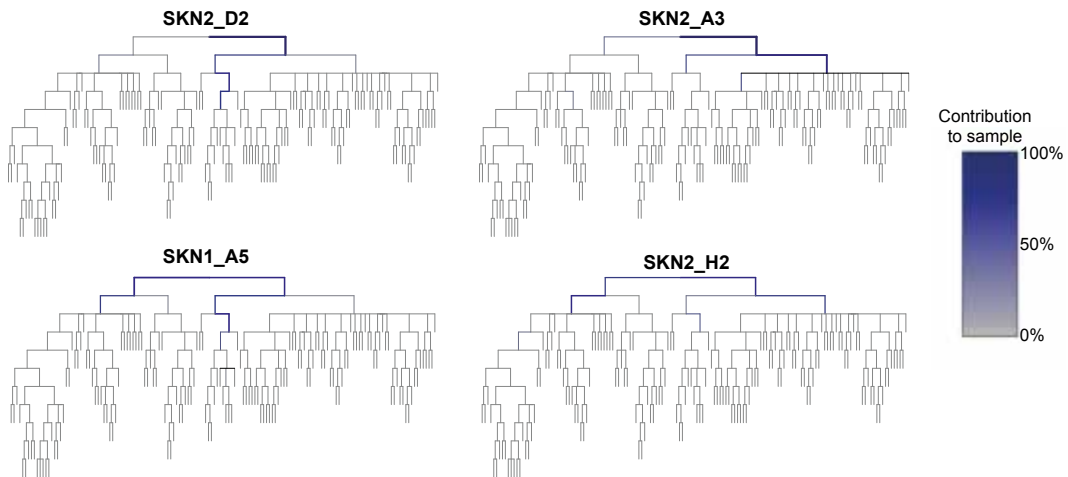 SKN2_D2
SKN2_A3
Contribution
to sample
100%
50%
0%
SKN1_A5
SKN2_H2